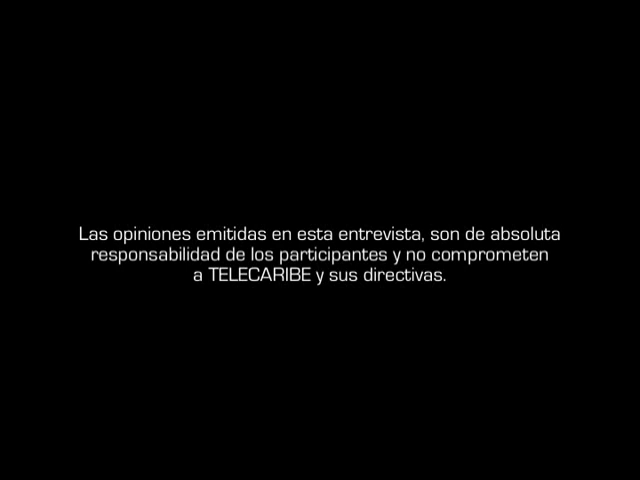 Las opiniones emitidas en esta entrevista, son de absoluta
responsabilidad de los participantes y no comprometen
a TELECARIBE y sus directivas.